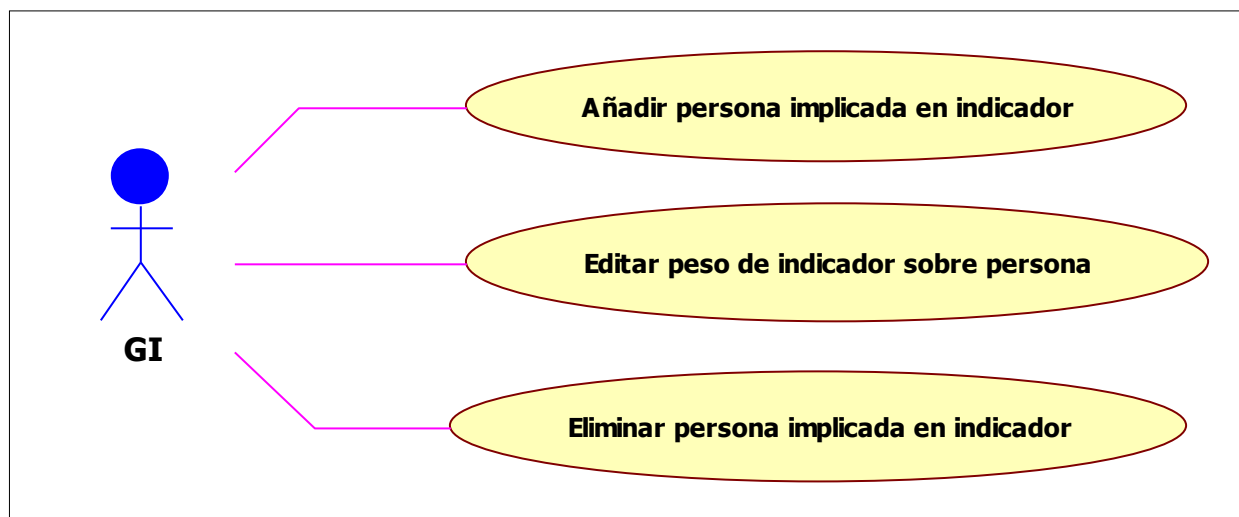 Añadir persona implicada en indicador
Editar peso de indicador sobre persona
GI
Eliminar persona implicada en indicador